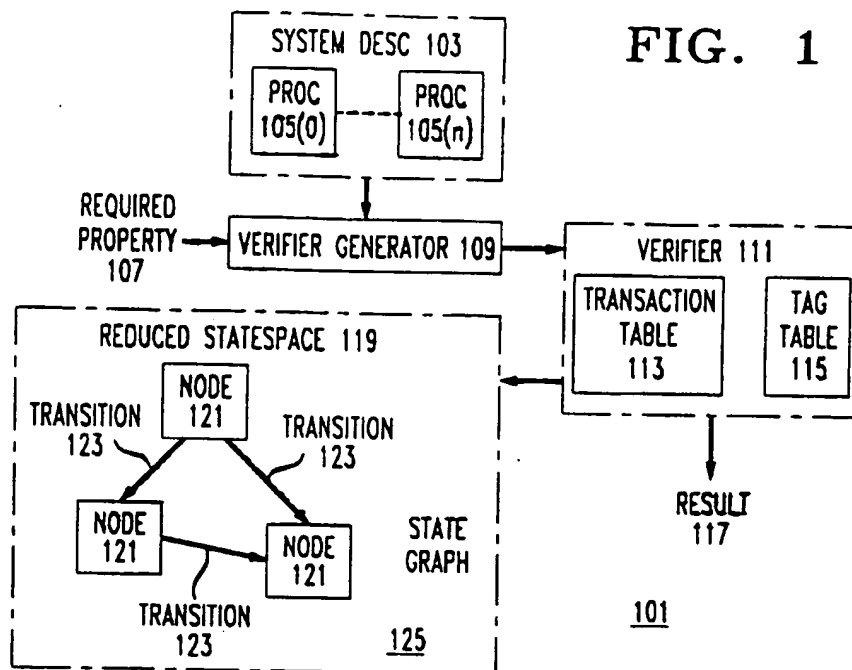 FIG. 1
SYSTEM DESC 103
PROC
105(0)
PROC
105(n)
REQUIRED
PROPERTY
107
VERIFIER GENERATOR 109
VERIFIER 111
TRANSACTION
TABLE
113
TAG
TABLE
115
RESULT
117
REDUCED STATESPACE 119
NODE
121
TRANSITION
123
TRANSITION
123
NODE
121
NODE
121
TRANSITION
123
STATE
GRAPH
125
101